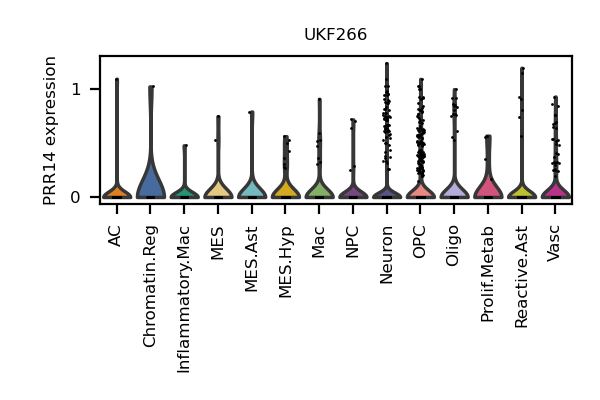 UKF266
PRR14 expression
1
0
AC
Chromatin.Reg
Inflammatory.Mac
MES
MES.Ast
MES.Hyp
Mac
NPC
Neuron
OPC
Oligo
Prolif.Metab
Reactive.Ast
Vasc